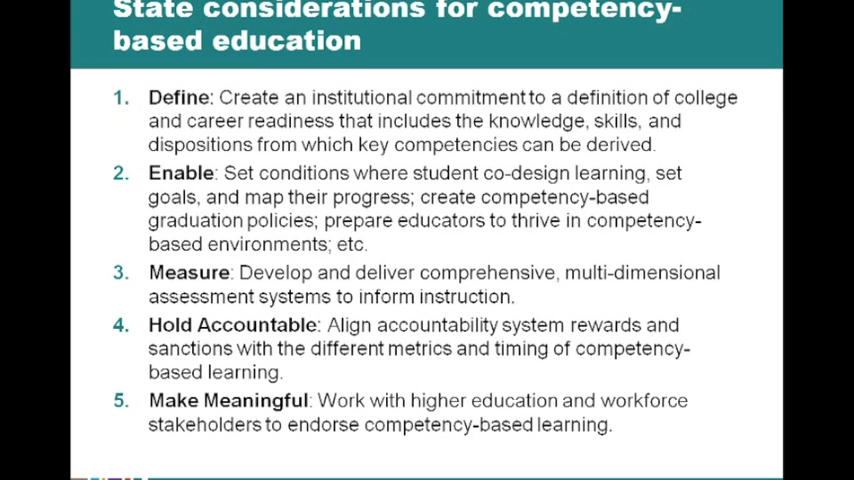 State considerations for competency-
based education
1. Define: Create an institutional commitment to a definition of college
and career readiness that includes the knowledge, skills, and
dispositions from which key competencies can be derived.
2. Enable: Set conditions where student co-design learning, set
goals, and map their progress; create competency-based
graduation policies; prepare educators to thrive in competency-
based environments; etc.
3. Measure: Develop and deliver comprehensive, multi-dimensional
assessment systems to inform instruction.
4. Hold Accountable: Align accountability system rewards and
sanctions with the different metrics and timing of competency-
based learning.
5. Make Meaningful: Work with higher education and workforce
stakeholders to endorse competency-based learning.